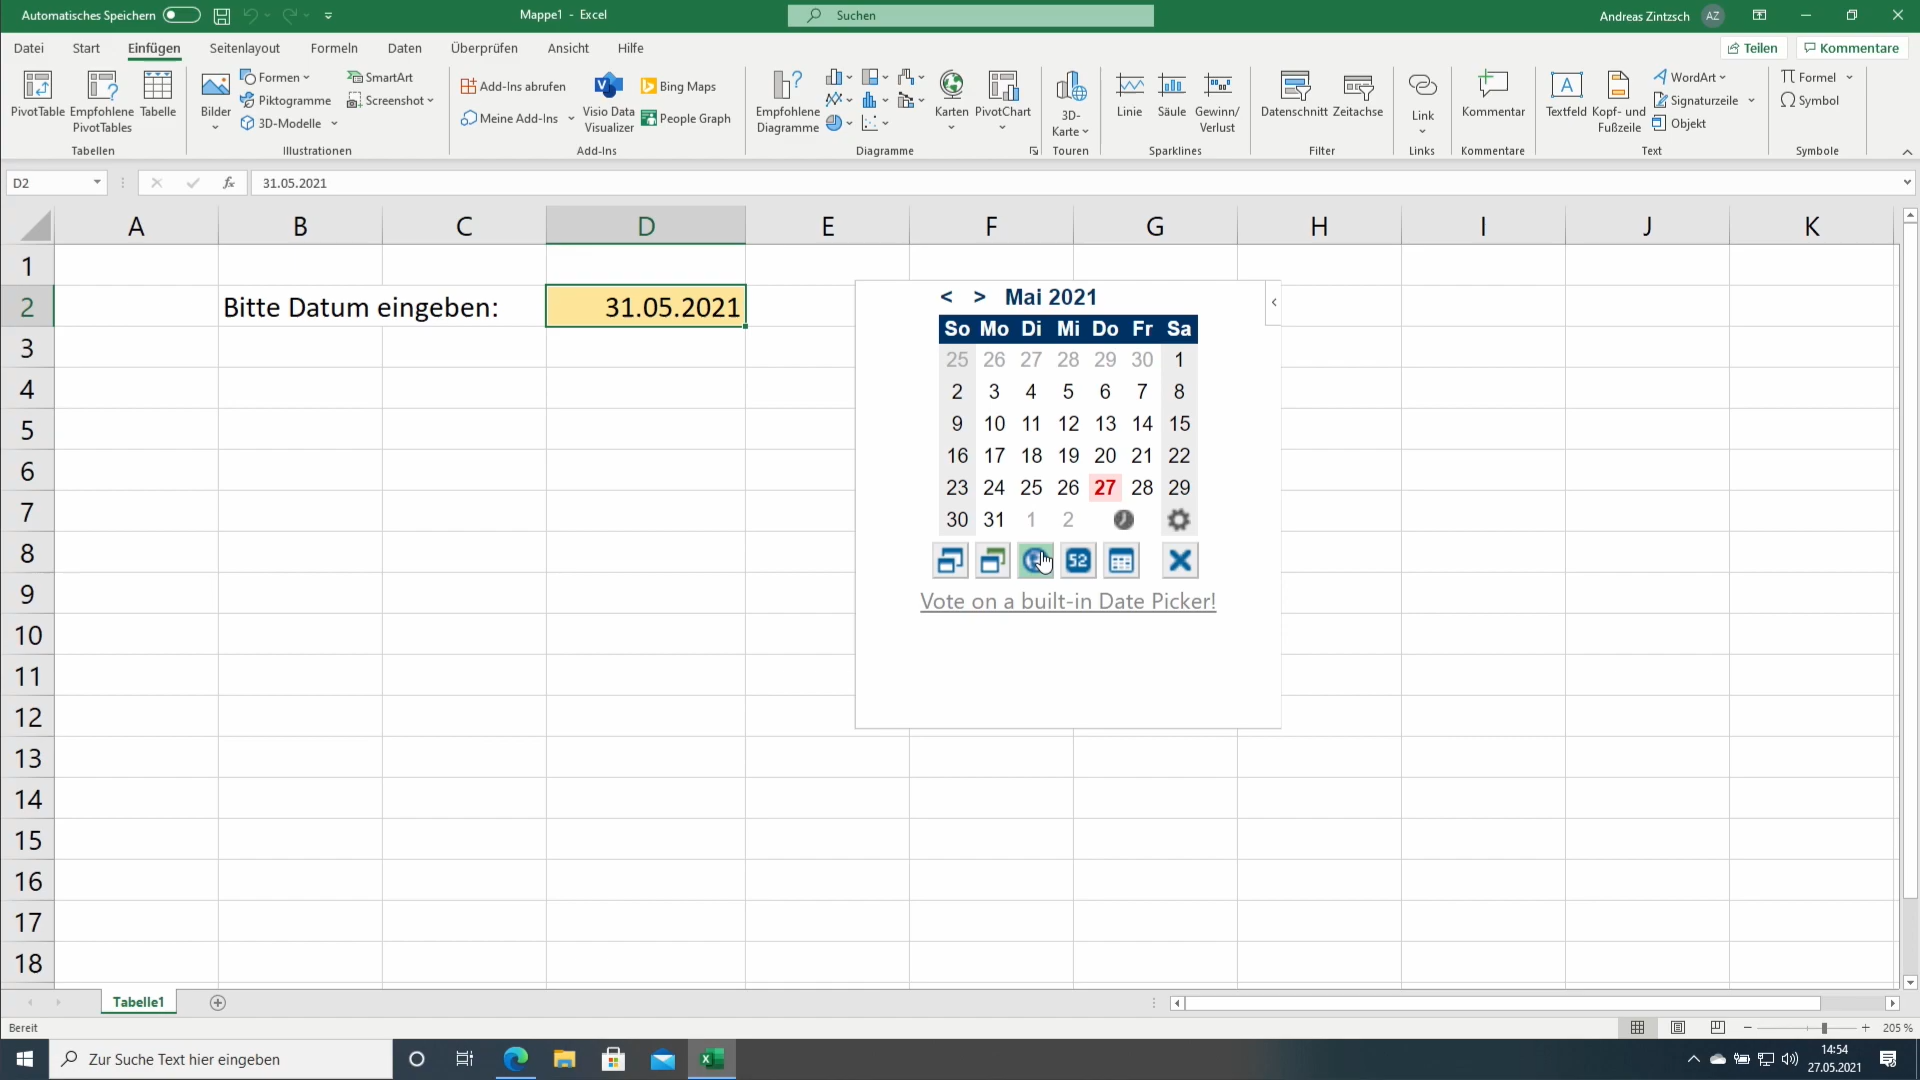 Automatisches Speichern
Mappe1 - Excel
Suchen
Andreas Zintzsch AZ
Datei Start Einfügen Seitenlayout Formeln Daten Überprüfen Ansicht Hilfe
Teilen Kommentare
PivotTable Empfohlene PivotTables Tabelle
Tabellen
Bilder Formen Piktogramme 3D-Modelle SmartArt Screenshot
Illustrationen
Add-Ins abrufen Meine Add-Ins Visio Data Visualizer Bing Maps People Graph
Add-Ins
Empfohlene Diagramme Karten PivotChart
Diagramme
3D-Karte
Touren
Linie Säule Gewinn/Verlust
Sparklines
Datenschnitt Zeitachse
Filter
Link
Links
Kommentar
Kommentare
Textfeld Kopf- und Fußzeile WordArt Signaturzeile Objekt
Text
Formel Symbol
Symbole
D2 fx 31.05.2021
A B C D E F G H I J K
1
2 Bitte Datum eingeben: 31.05.2021
3
4
5
6
7
8
9
10
11
12
13
14
15
16
17
18
< > Mai 2021
<
So Mo Di Mi Do Fr Sa
25 26 27 28 29 30 1
2 3 4 5 6 7 8
9 10 11 12 13 14 15
16 17 18 19 20 21 22
23 24 25 26 27 28 29
30 31 1 2
52
Vote on a built-in Date Picker!
Tabelle1
Bereit
205 %
Zur Suche Text hier eingeben
14:54
27.05.2021